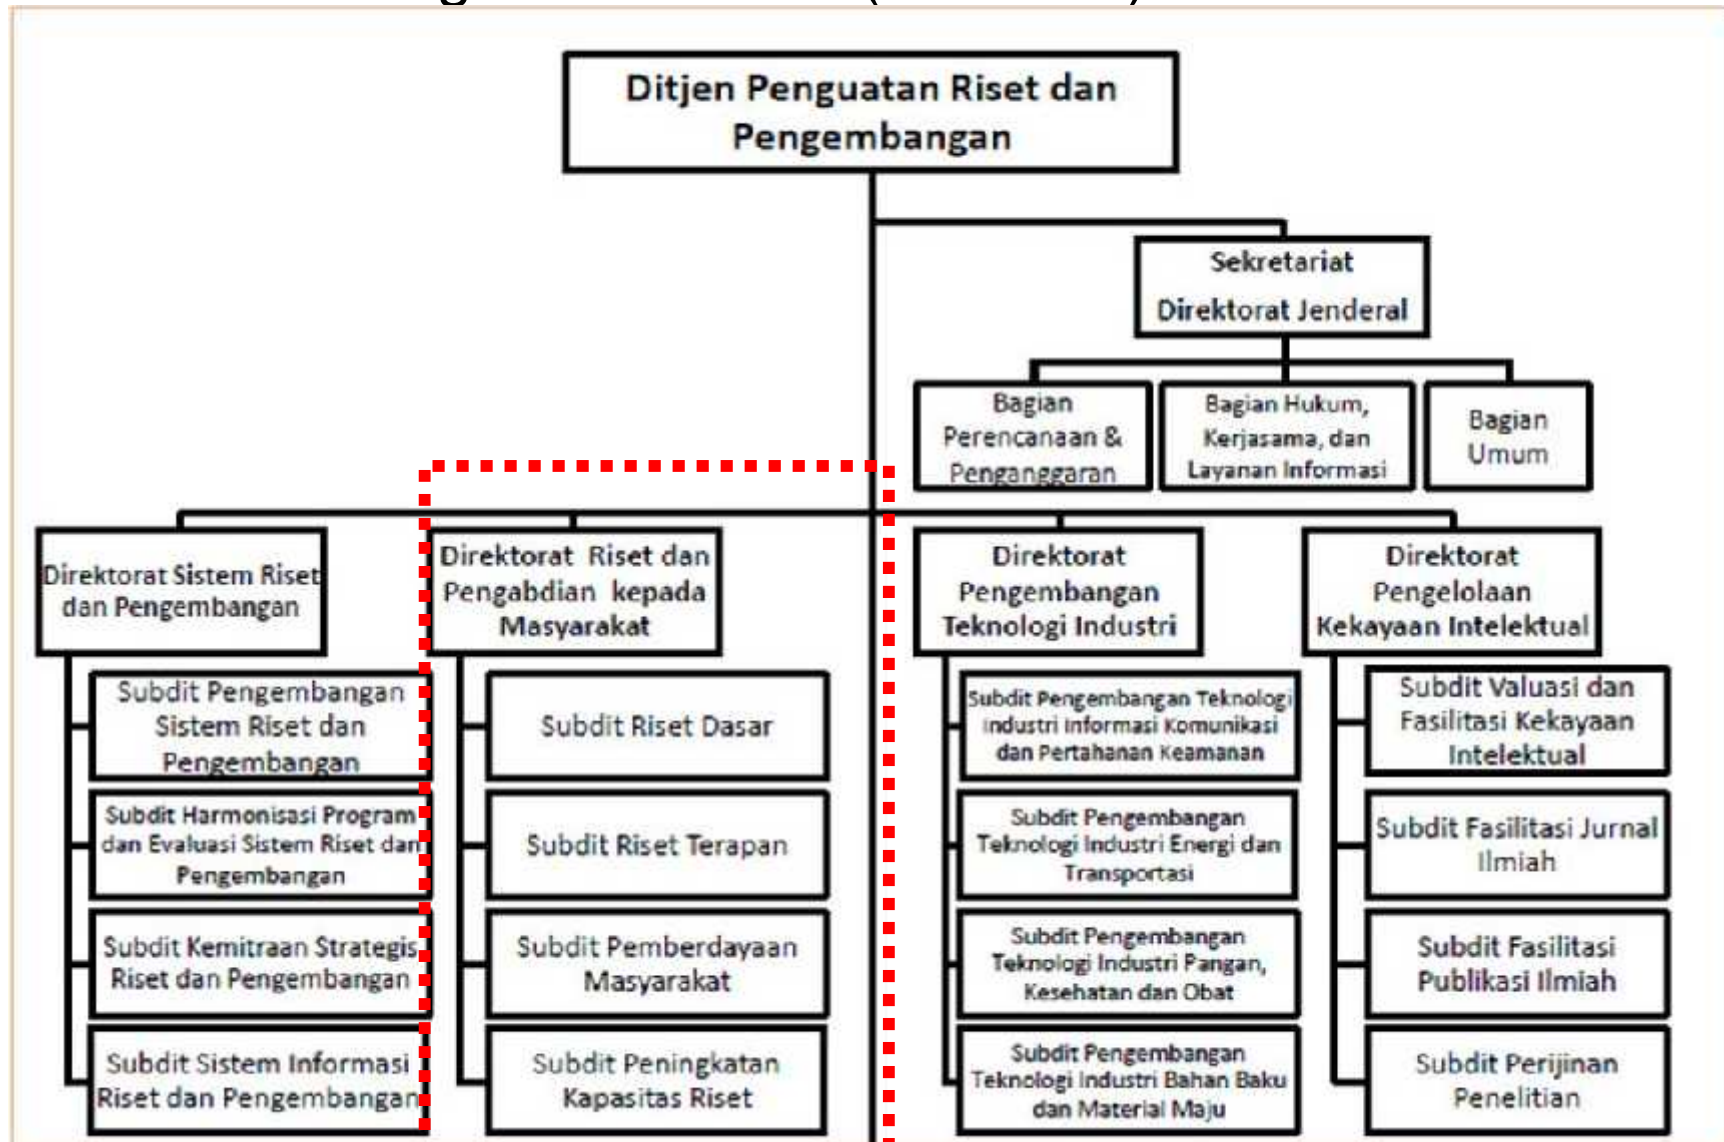 Ditjen Penguatan Riset dan
Pengembangan
Sekretariat
Direktorat Jenderal
Bagian
Perencanaan &
Penganggaran
Bagian Hukum,
Kerjasama, dan
Layanan Informasi
Bagian
Umum
Direktorat Sistem Riset
dan Pengembangan
Direktorat Riset dan
Pengabdian kepada
Masyarakat
Direktorat
Pengembangan
Teknologi Industri
Direktorat
Pengelolaan
Kekayaan Intelektual
Subdit Pengembangan
Sistem Riset dan
Pengembangan
Subdit Harmonisasi Program
dan Evaluasi Sistem Riset dan
Pengembangan
Subdit Kemitraan Strategis
Riset dan Pengembangan
Subdit Sistem Informasi
Riset dan Pengembangan
Subdit Riset Dasar
Subdit Riset Terapan
Subdit Pemberdayaan
Masyarakat
Subdit Peningkatan
Kapasitas Riset
Subdit Pengembangan Teknologi
Industri Informasi Komunikasi
dan Pertahanan Keamanan
Subdit Pengembangan
Teknologi Industri Energi dan
Transportasi
Subdit Pengembangan
Teknologi Industri Pangan,
Kesehatan dan Obat
Subdit Pengembangan
Teknologi Industri Bahan Baku
dan Material Maju
Subdit Valuasi dan
Fasilitasi Kekayaan
Intelektual
Subdit Fasilitasi Jurnal
Ilmiah
Subdit Fasilitasi
Publikasi Ilmiah
Subdit Perijinan
Penelitian